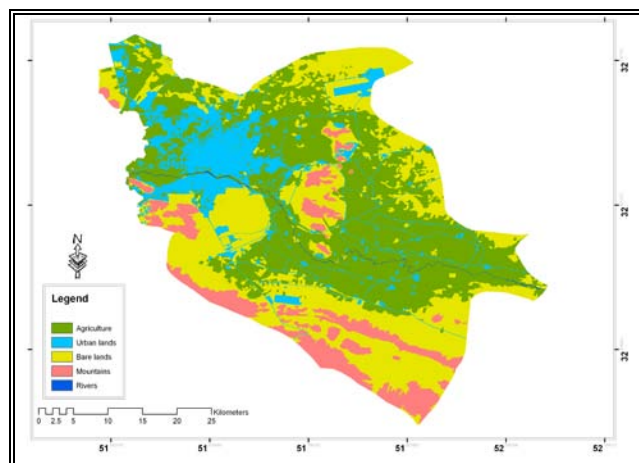 32
32
32
N
Legend
Agriculture
Urban lands
Bare lands
Mountains
Rivers
Kilometers
0 2.5 5 10 15 20 25
51 51 51 52 52